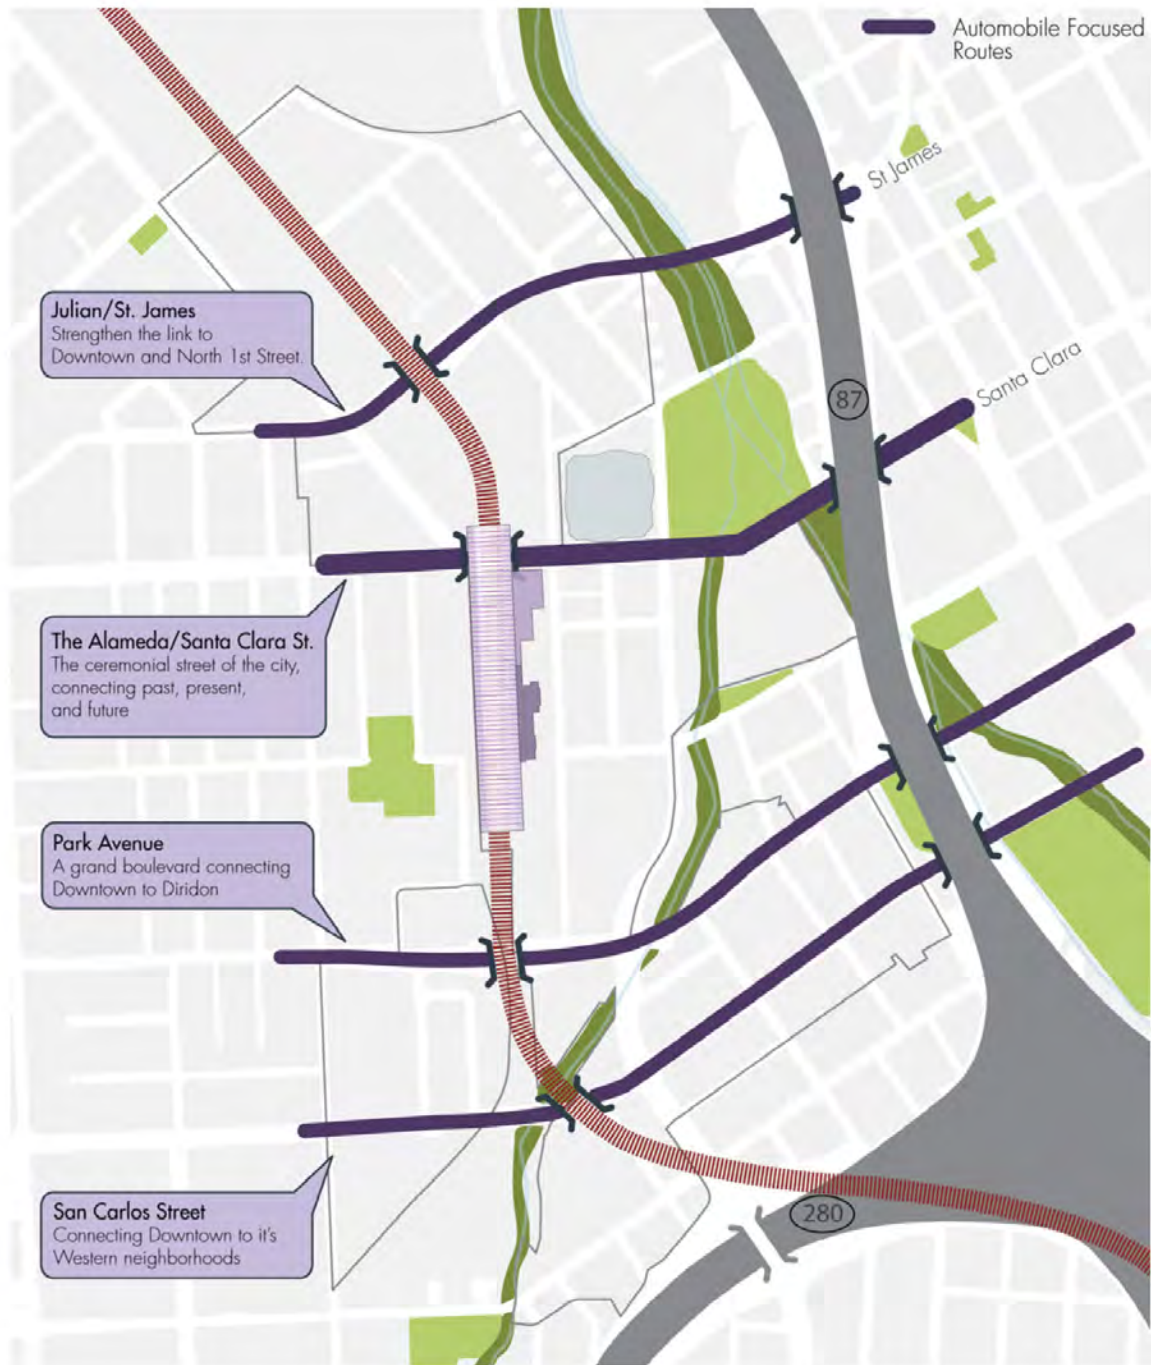 Automobile Focused
Routes
St James
Julian/St. James
Strengthen the link to
Downtown and North 1st Street.
87
Santa Clara
The Alameda/Santa Clara St.
The ceremonial street of the city,
connecting past, present,
and future
Park Avenue
A grand boulevard connecting
Downtown to Diridon
San Carlos Street
Connecting Downtown to it's
Western neighborhoods
280